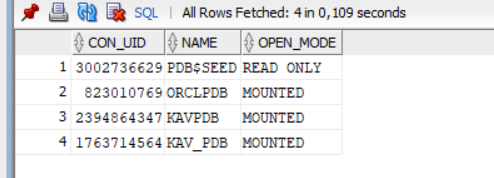 SQL | All Rows Fetched: 4 in 0,109 seconds
CON_UID NAME OPEN_MODE
1 3002736629 PDB$SEED READ ONLY
2 823010769 ORCLPDB MOUNTED
3 2394864347 KAVPDB MOUNTED
4 1763714564 KAV_PDB MOUNTED